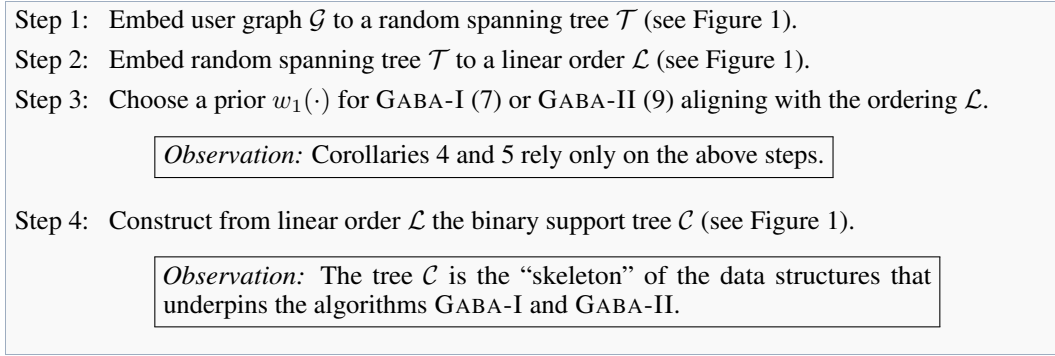 Step 1: Embed user graph 𝒢 to a random spanning tree 𝒯 (see Figure 1).
Step 2: Embed random spanning tree 𝒯 to a linear order ℒ (see Figure 1).
Step 3: Choose a prior w₁(·) for GABA-I (7) or GABA-II (9) aligning with the ordering ℒ.
Observation: Corollaries 4 and 5 rely only on the above steps.
Step 4: Construct from linear order ℒ the binary support tree 𝒞 (see Figure 1).
Observation: The tree 𝒞 is the “skeleton” of the data structures that
underpins the algorithms GABA-I and GABA-II.